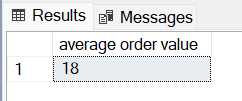 Results Messages
average order value
1 18